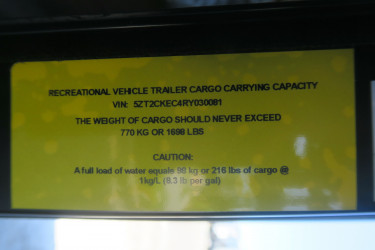 RECREATIONAL VEHICLE TRAILER CARGO CARRYING CAPACITY
VIN: 5ZT2CKEC4RY030081
THE WEIGHT OF CARGO SHOULD NEVER EXCEED
770 KG OR 1698 LBS
CAUTION:
A full load of water equals 98 kg or 216 lbs of cargo @
1kg/L (8.3 lb per gal)